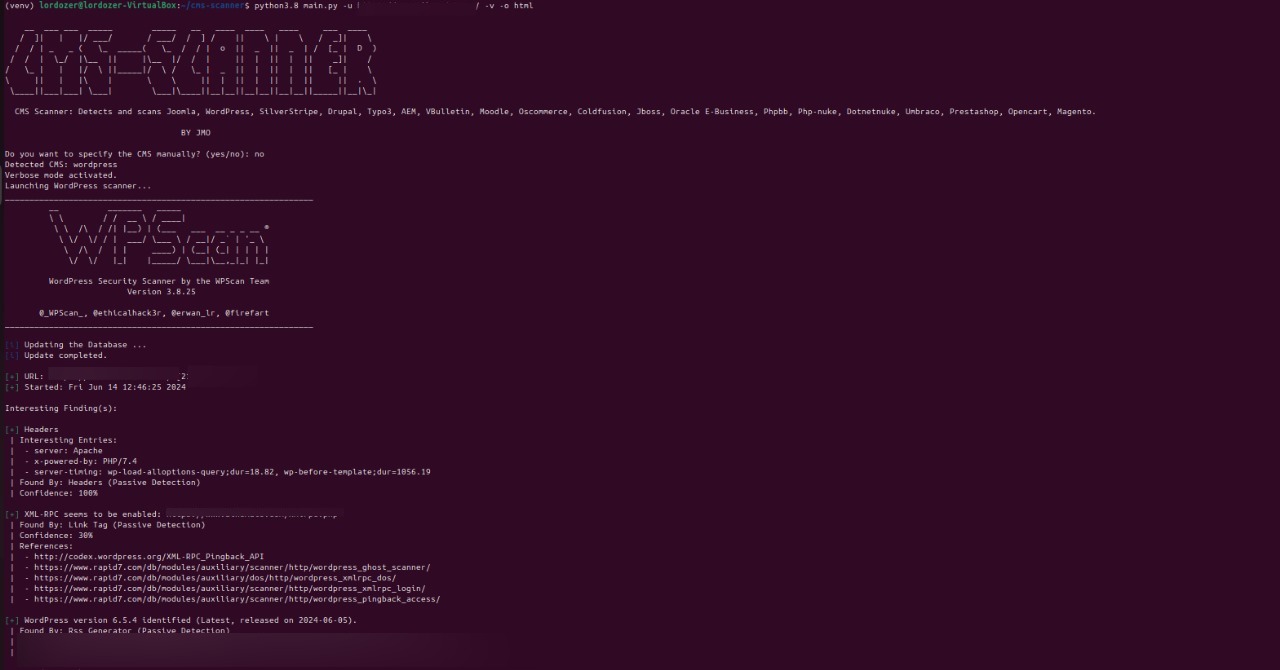 (venv) lordozer@lordozer-VirtualBox:~/cms-scanner$ python3.8 main.py -u / -v -o html
CMS-SCANNER
CMS Scanner: Detects and scans Joomla, WordPress, SilverStripe, Drupal, Typo3, AEM, VBulletin, Moodle, Oscommerce, Coldfusion, Jboss, Oracle E-Business, Phpbb, Php-nuke, Dotnetnuke, Umbraco, Prestashop, Opencart, Magento.
BY JMO
Do you want to specify the CMS manually? (yes/no): no
Detected CMS: wordpress
Verbose mode activated.
Launching WordPress scanner...
WPScan ®
WordPress Security Scanner by the WPScan Team
Version 3.8.25
@_WPScan_, @ethicalhack3r, @erwan_lr, @firefart
[i] Updating the Database ...
[i] Update completed.
[+] URL:
[+] Started: Fri Jun 14 12:46:25 2024
Interesting Finding(s):
[+] Headers
| Interesting Entries:
|  - server: Apache
|  - x-powered-by: PHP/7.4
|  - server-timing: wp-load-alloptions-query;dur=18.82, wp-before-template;dur=1056.19
| Found By: Headers (Passive Detection)
| Confidence: 100%
[+] XML-RPC seems to be enabled:
| Found By: Link Tag (Passive Detection)
| Confidence: 30%
| References:
|  - http://codex.wordpress.org/XML-RPC_Pingback_API
|  - https://www.rapid7.com/db/modules/auxiliary/scanner/http/wordpress_ghost_scanner/
|  - https://www.rapid7.com/db/modules/auxiliary/dos/http/wordpress_xmlrpc_dos/
|  - https://www.rapid7.com/db/modules/auxiliary/scanner/http/wordpress_xmlrpc_login/
|  - https://www.rapid7.com/db/modules/auxiliary/scanner/http/wordpress_pingback_access/
[+] WordPress version 6.5.4 identified (Latest, released on 2024-06-05).
| Found By: Rss Generator (Passive Detection)
|
|